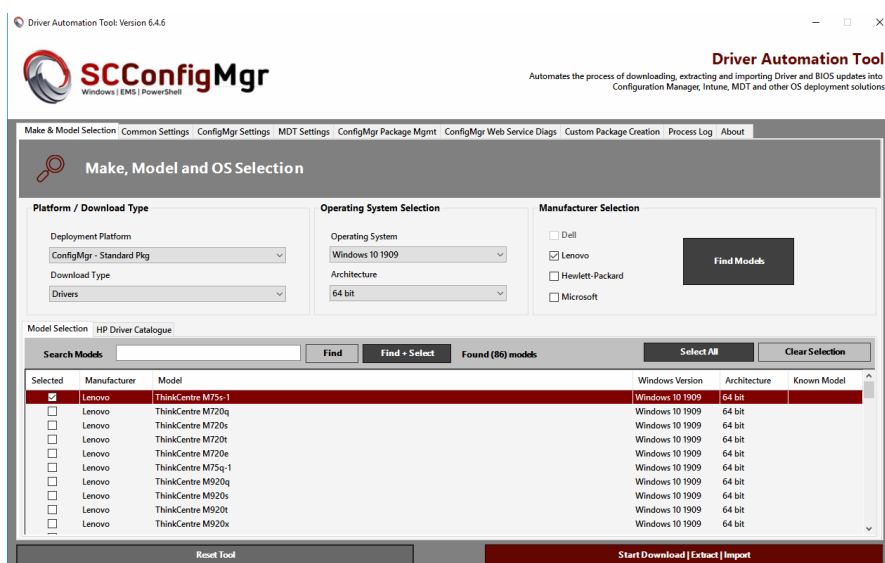 Driver Automation Tool: Version 6.4.6
SCConfigMgr
Windows | EMS | PowerShell
Driver Automation Tool
Automates the process of downloading, extracting and importing Driver and BIOS updates into
Configuration Manager, Intune, MDT and other OS deployment solutions
Make & Model Selection Common Settings ConfigMgr Settings MDT Settings ConfigMgr Package Mgmt ConfigMgr Web Service Diags Custom Package Creation Process Log About
Make, Model and OS Selection
Platform / Download Type
Deployment Platform
ConfigMgr - Standard Pkg
Download Type
Drivers
Operating System Selection
Operating System
Windows 10 1909
Architecture
64 bit
Manufacturer Selection
Dell
Lenovo
Hewlett-Packard
Microsoft
Find Models
Model Selection HP Driver Catalogue
Search Models Find Find + Select Found (86) models Select All Clear Selection
Selected Manufacturer Model Windows Version Architecture Known Model
Lenovo ThinkCentre M75s-1 Windows 10 1909 64 bit
Lenovo ThinkCentre M720q Windows 10 1909 64 bit
Lenovo ThinkCentre M720s Windows 10 1909 64 bit
Lenovo ThinkCentre M720t Windows 10 1909 64 bit
Lenovo ThinkCentre M720e Windows 10 1909 64 bit
Lenovo ThinkCentre M75q-1 Windows 10 1909 64 bit
Lenovo ThinkCentre M920q Windows 10 1909 64 bit
Lenovo ThinkCentre M920s Windows 10 1909 64 bit
Lenovo ThinkCentre M920t Windows 10 1909 64 bit
Lenovo ThinkCentre M920x Windows 10 1909 64 bit
Reset Tool Start Download | Extract | Import